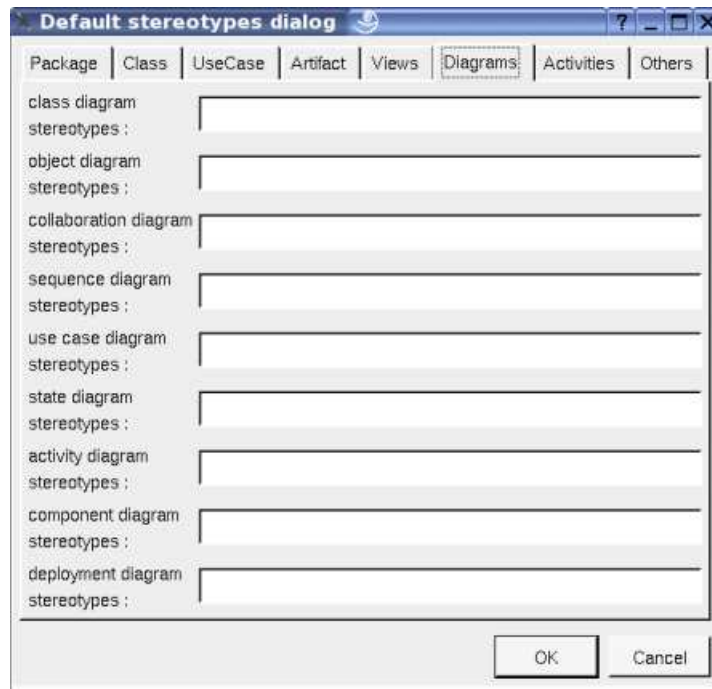 Default stereotypes dialog
Package Class UseCase Artifact Views Diagrams Activities Others
class diagram
stereotypes :
object diagram
stereotypes :
collaboration diagram
stereotypes :
sequence diagram
stereotypes :
use case diagram
stereotypes :
state diagram
stereotypes :
activity diagram
stereotypes :
component diagram
stereotypes :
deployment diagram
stereotypes :
OK Cancel